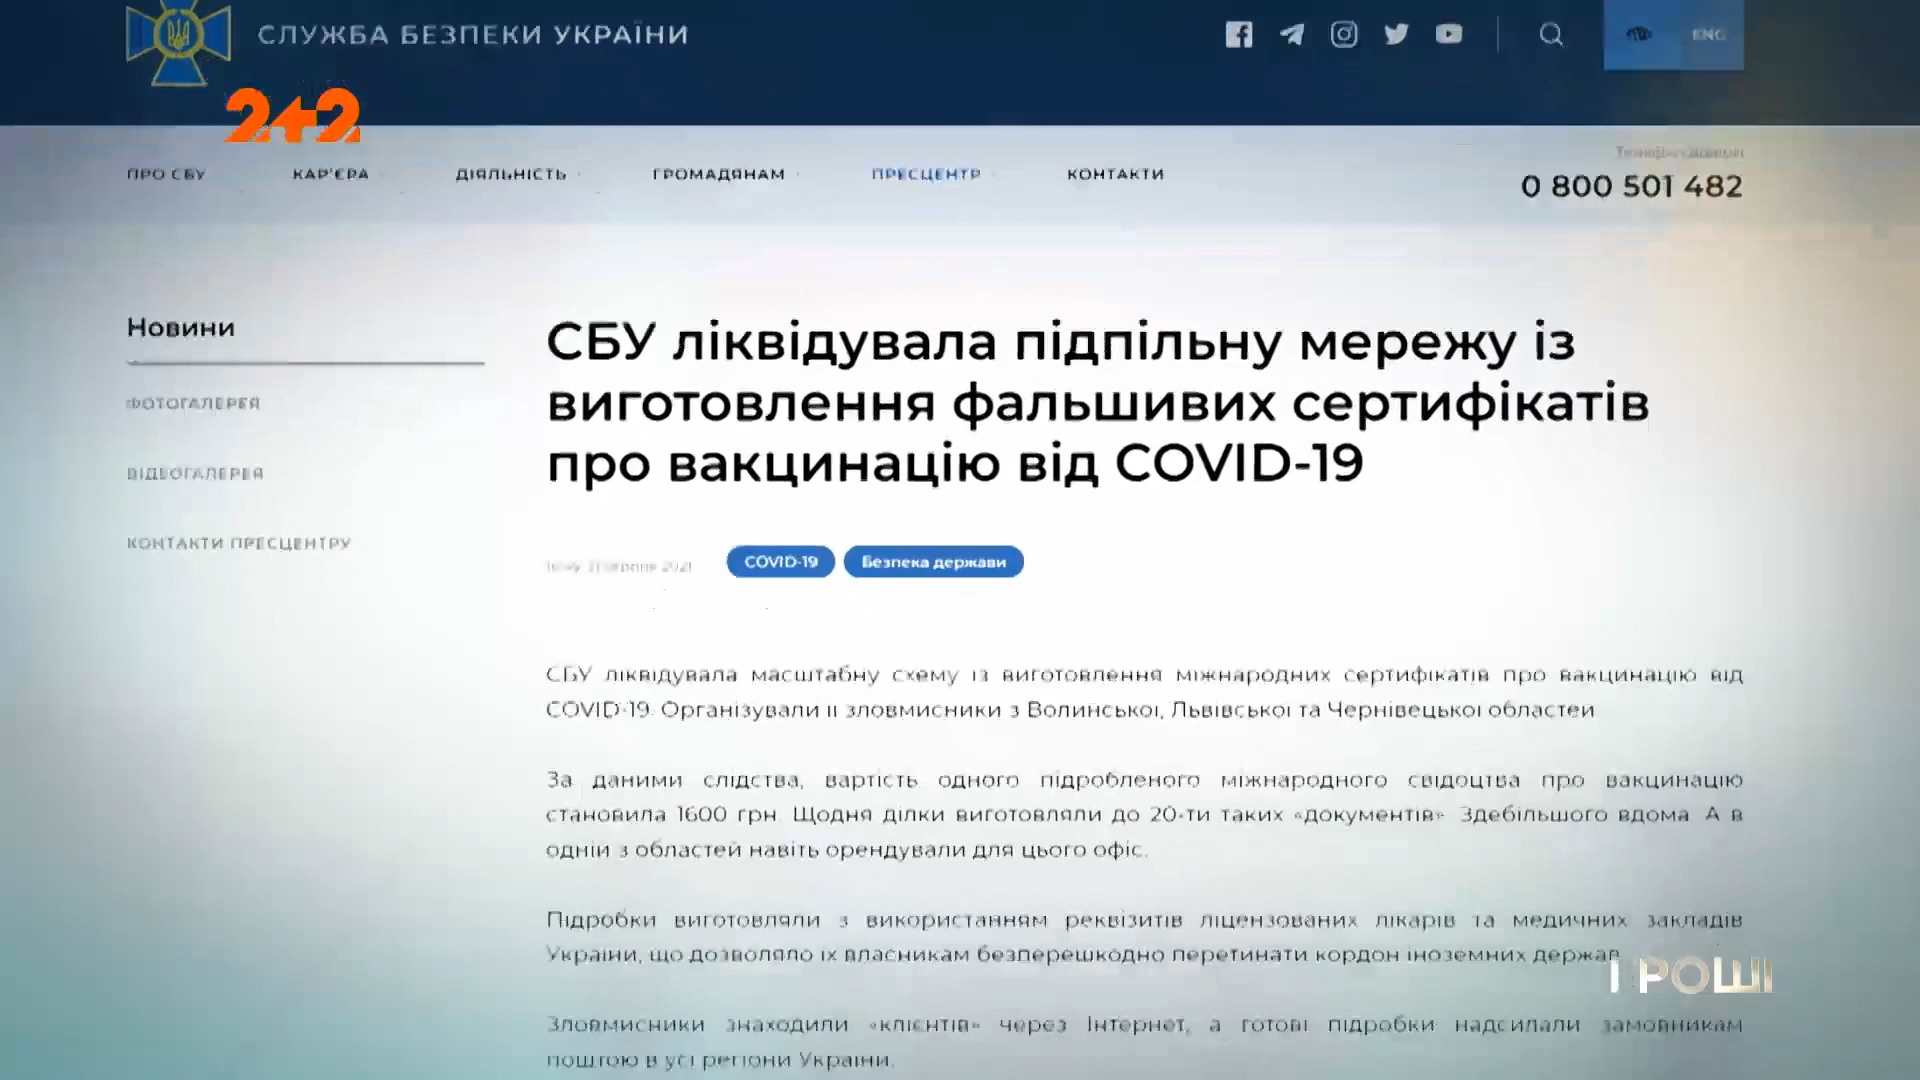 СЛУЖБА БЕЗПЕКИ УКРАЇНИ
ENG
2+2
ПРО СБУ
КАР'ЄРА
ДІЯЛЬНІСТЬ
ГРОМАДЯНАМ
ПРЕСЦЕНТР
КОНТАКТИ
0 800 501 482
Новини
ФОТОГАЛЕРЕЯ
ВІДЕОГАЛЕРЕЯ
КОНТАКТИ ПРЕСЦЕНТРУ
СБУ ліквідувала підпільну мережу із
виготовлення фальшивих сертифікатів
про вакцинацію від COVID-19
2021
COVID-19
Безпека держави
СБУ ліквідувала масштабну схему із виготовлення міжнародних сертифікатів про вакцинацію від
COVID-19. Організували її зловмисники з Волинської, Львівської та Чернівецької областей.
За даними слідства, вартість одного підробленого міжнародного свідоцтва про вакцинацію
становила 1600 грн. Щодня ділки виготовляли до 20-ти таких «документів». Здебільшого вдома. А в
одній з областей навіть орендували для цього офіс.
Підробки виготовляли з використанням реквізитів ліцензованих лікарів та медичних закладів
України, що дозволяло їх власникам безперешкодно перетинати кордон іноземних держав.
ГРОШІ
Зловмисники знаходили «клієнтів» через Інтернет, а готові підробки надсилали замовникам
поштою в усі регіони України.